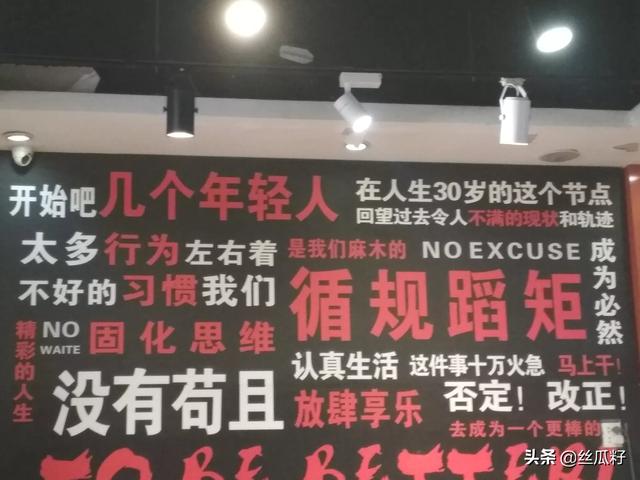 开始吧几个年轻人
在人生30岁的这个节点
回望过去令人不满的现状和轨迹
太多行为左右着
是我们麻木的
NO EXCUSE
成为必然
不好的习惯我们
循规蹈矩
精彩的人生
NO
WAITE
固化思维
认真生活
这件事十万火急
马上干!
没有苟且
放肆享乐
否定!改正!
去成为一个更棒的
TO BE BETTER!
头条@丝瓜籽